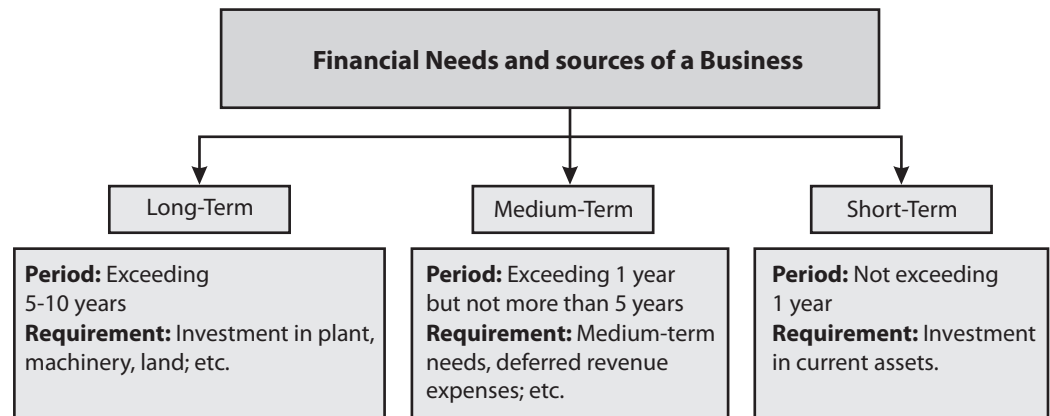 Financial Needs and sources of a Business
Long-Term
Period: Exceeding
5-10 years
Requirement: Investment in plant,
machinery, land; etc.
Medium-Term
Period: Exceeding 1 year
but not more than 5 years
Requirement: Medium-term
needs, deferred revenue
expenses; etc.
Short-Term
Period: Not exceeding
1 year
Requirement: Investment
in current assets.